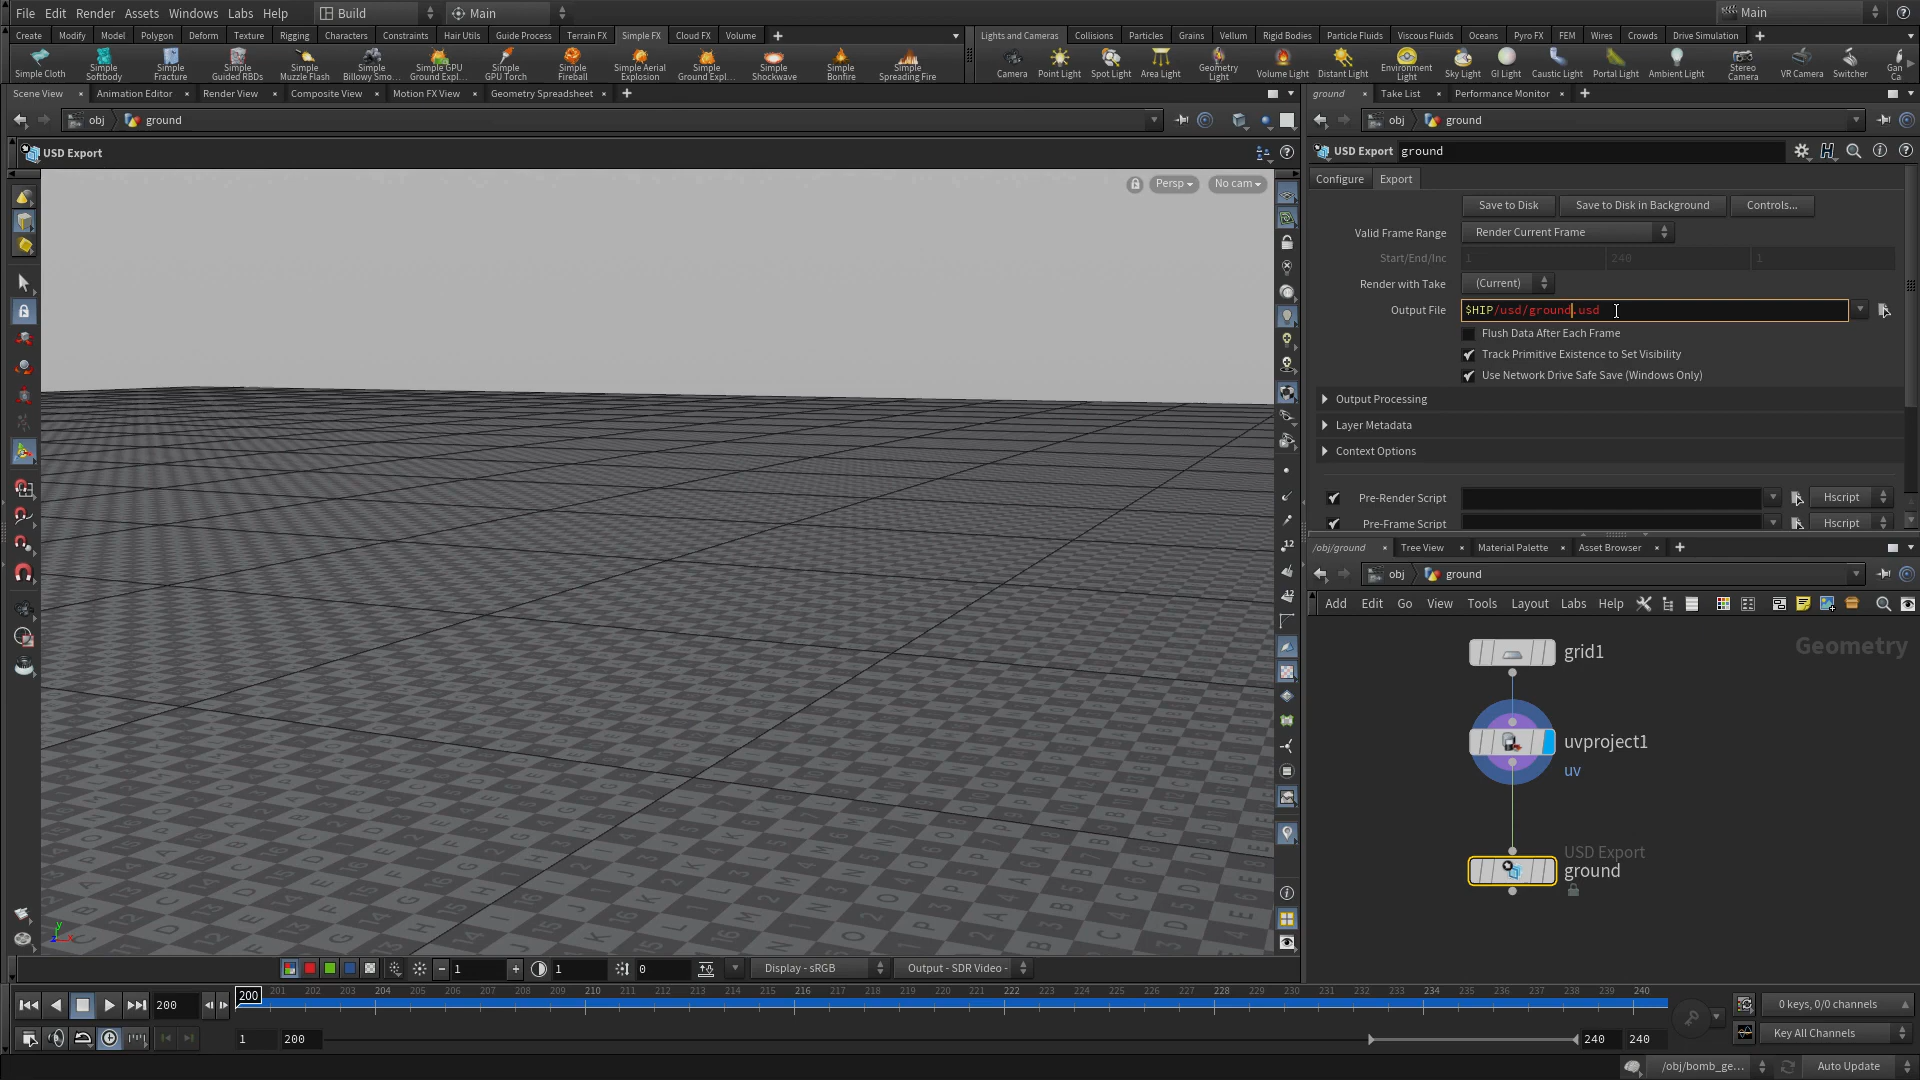 File Edit Render Assets Windows Labs Help Build Main Main
Create Modify Model Polygon Deform Texture Rigging Characters Constraints Hair Utils Guide Process Terrain FX Simple FX Cloud FX Volume
Lights and Cameras Collisions Particles Grains Vellum Rigid Bodies Particle Fluids Viscous Fluids Oceans Pyro FX FEM Wires Crowds Drive Simulation
Simple Cloth
Simple Softbody
Simple Fracture
Simple Guided RBDs
Simple Muzzle Flash
Simple Billowy Smo...
Simple GPU Ground Expl...
Simple GPU Torch
Simple Fireball
Simple Aerial Explosion
Simple Ground Expl...
Simple Shockwave
Simple Bonfire
Simple Spreading Fire
Camera
Point Light
Spot Light
Area Light
Geometry Light
Volume Light
Distant Light
Environment Light
Sky Light
GI Light
Caustic Light
Portal Light
Ambient Light
Stereo Camera
VR Camera
Switcher
Gan Ca
Scene View Animation Editor Render View Composite View Motion FX View Geometry Spreadsheet
obj ground
USD Export
Persp No cam
ground Take List Performance Monitor
obj ground
USD Export ground
Configure Export
Save to Disk Save to Disk in Background Controls...
Valid Frame Range Render Current Frame
Start/End/Inc 1 240 1
Render with Take (Current)
Output File $HIP/usd/ground.usd
Flush Data After Each Frame
Track Primitive Existence to Set Visibility
Use Network Drive Safe Save (Windows Only)
Output Processing
Layer Metadata
Context Options
Pre-Render Script Hscript
Pre-Frame Script Hscript
/obj/ground Tree View Material Palette Asset Browser
obj ground
Add Edit Go View Tools Layout Labs Help
Geometry
grid1
uvproject1
uv
USD Export
ground
1 1 0 Display - sRGB Output - SDR Video -
200 200 201 202 203 204 205 206 207 208 209 210 211 212 213 214 215 216 217 218 219 220 221 222 223 224 225 226 227 228 229 230 231 232 233 234 235 236 237 238 239 240
0 keys, 0/0 channels
1 200 240 240 Key All Channels
/obj/bomb_ge... Auto Update